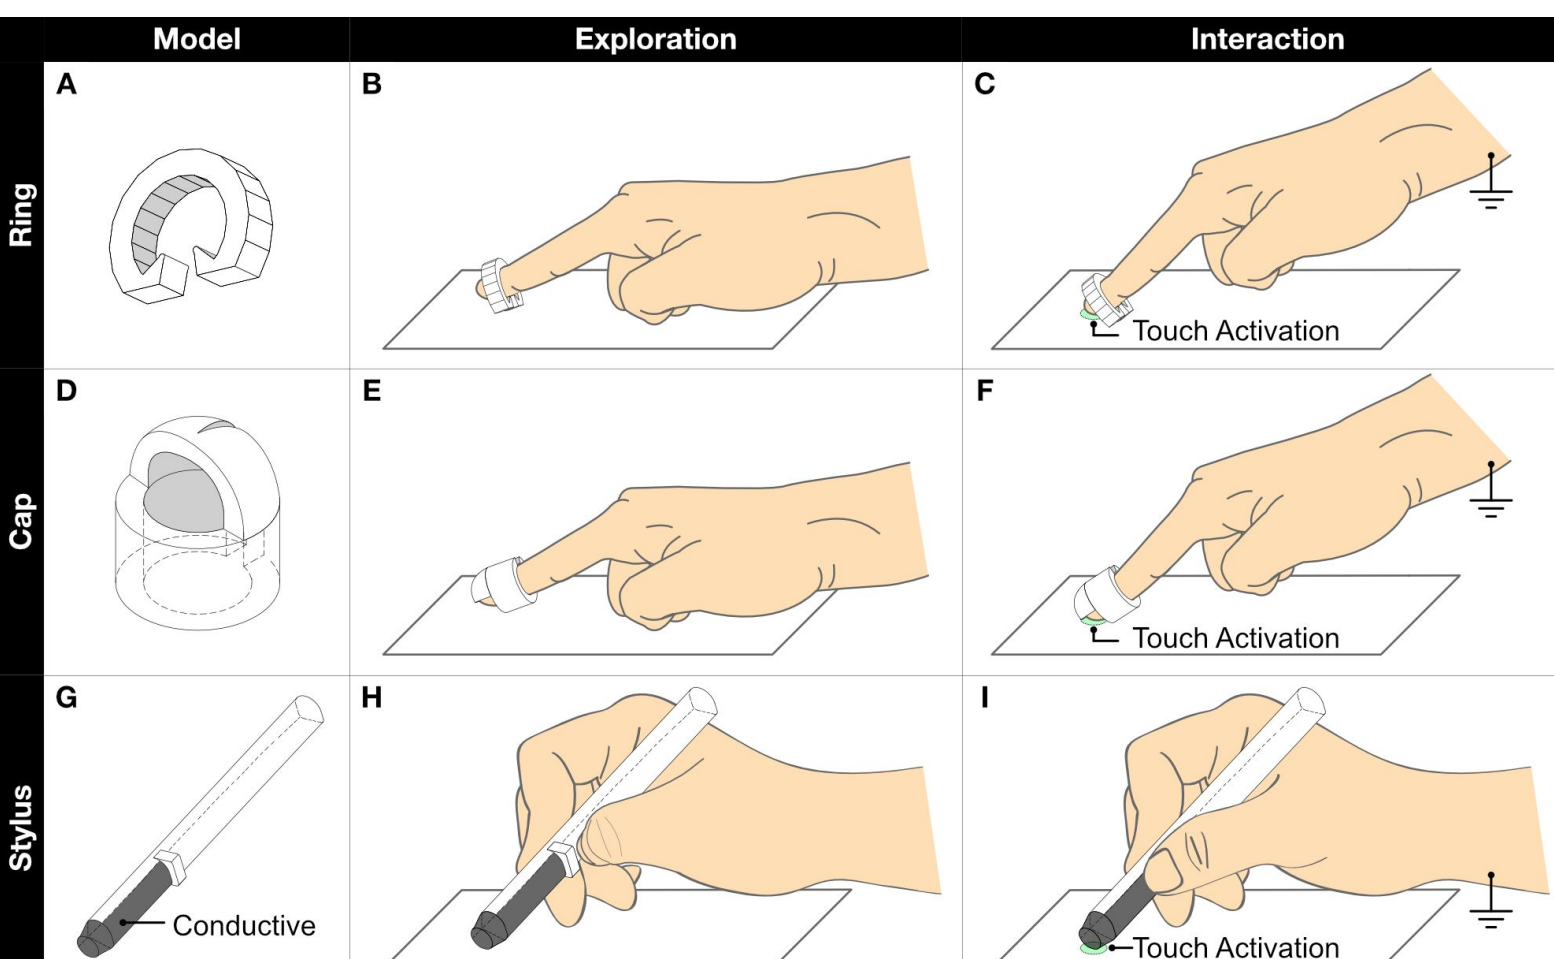 Model Exploration Interaction
Ring
A
B
C
Touch Activation
Cap
D
E
F
Touch Activation
Stylus
G
Conductive
H
I
Touch Activation